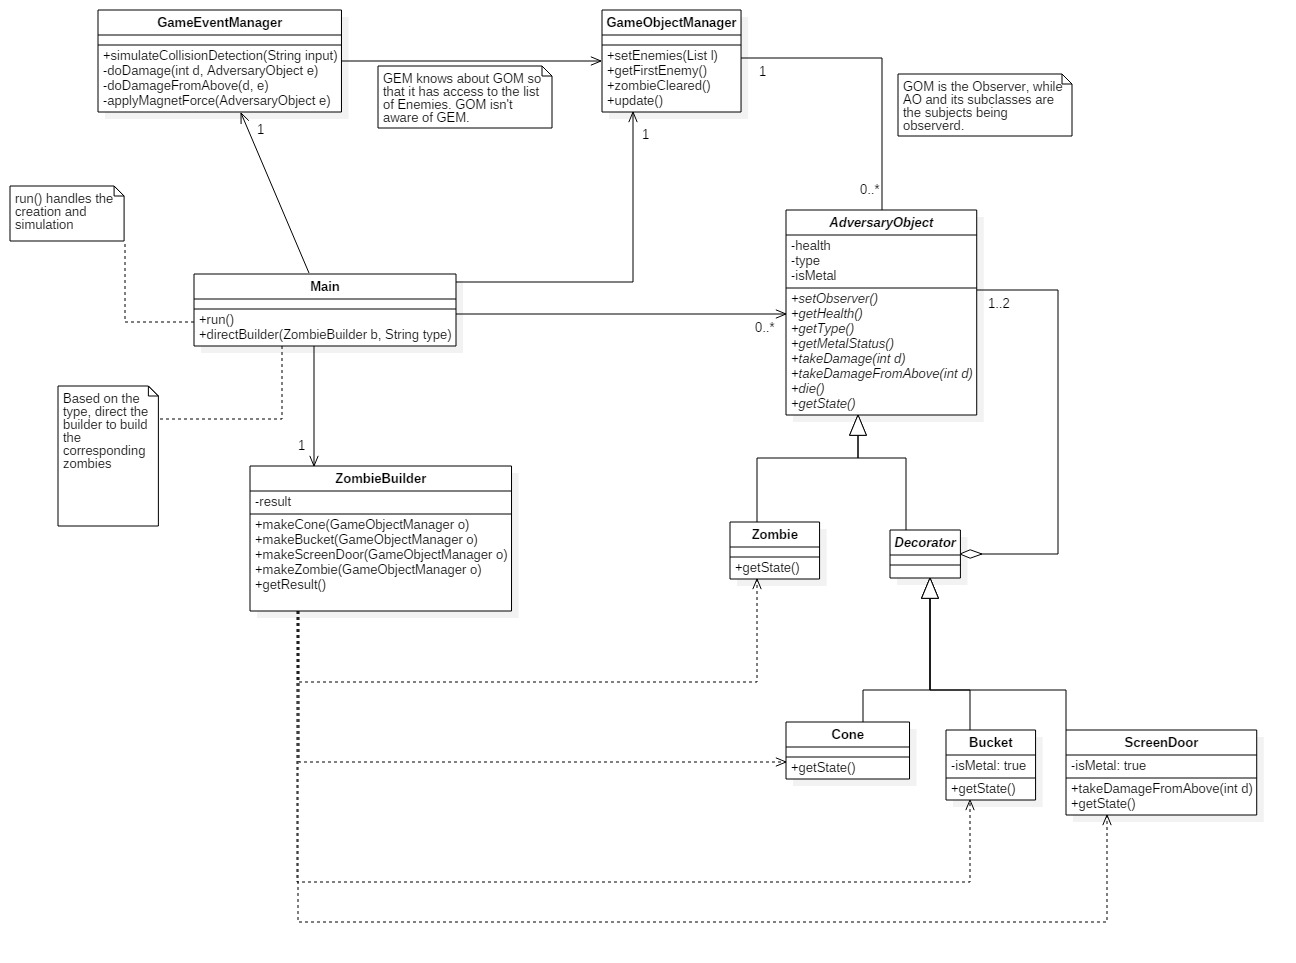 GameEventManager
+simulateCollisionDetection(String input)
-doDamage(int d, AdversaryObject e)
-doDamageFromAbove(d, e)
-applyMagnetForce(AdversaryObject e)
1
GEM knows about GOM so
that it has access to the list
of Enemies. GOM isn't
aware of GEM.
GameObjectManager
+setEnemies(List l)
+getFirstEnemy()
+zombieCleared()
+update()
1
1
0..*
GOM is the Observer, while
AO and its subclasses are
the subjects being
observerd.
run() handles the
creation and
simulation
Main
+run()
+directBuilder(ZombieBuilder b, String type)
0..*
AdversaryObject
-health
-type
-isMetal
+setObserver()
+getHealth()
+getType()
+getMetalStatus()
+takeDamage(int d)
+takeDamageFromAbove(int d)
+die()
+getState()
1..2
Based on the
type, direct the
builder to build
the
corresponding
zombies
1
ZombieBuilder
-result
+makeCone(GameObjectManager o)
+makeBucket(GameObjectManager o)
+makeScreenDoor(GameObjectManager o)
+makeZombie(GameObjectManager o)
+getResult()
Zombie
+getState()
Decorator
Cone
+getState()
Bucket
-isMetal: true
+getState()
ScreenDoor
-isMetal: true
+takeDamageFromAbove(int d)
+getState()